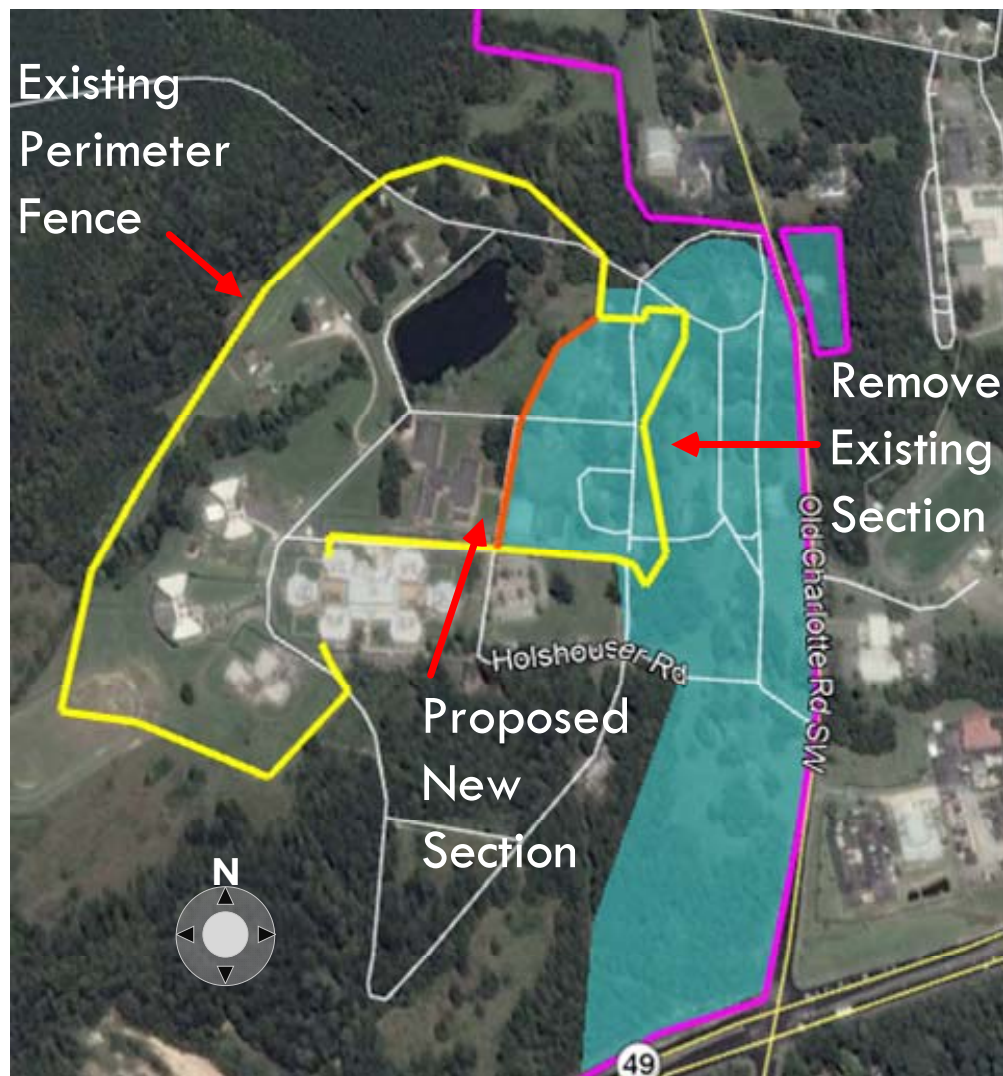 Existing
Perimeter
Fence
Remove
Existing
Section
Old Charlotte Rd SW
Holshouser Rd
Proposed
New
Section
N
49